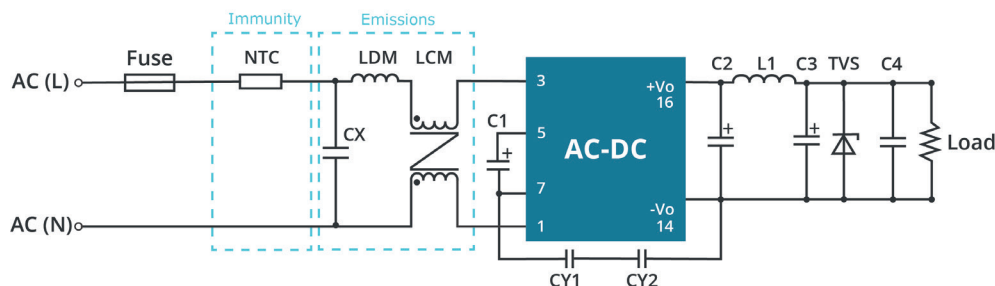 Immunity
Emissions
Fuse
NTC
LDM
LCM
C2
L1
C3
TVS
C4
AC (L)
3
+Vo
16
C1
+
5
+
+
CX
AC-DC
Load
+
7
-Vo
14
AC (N)
1
CY1
CY2